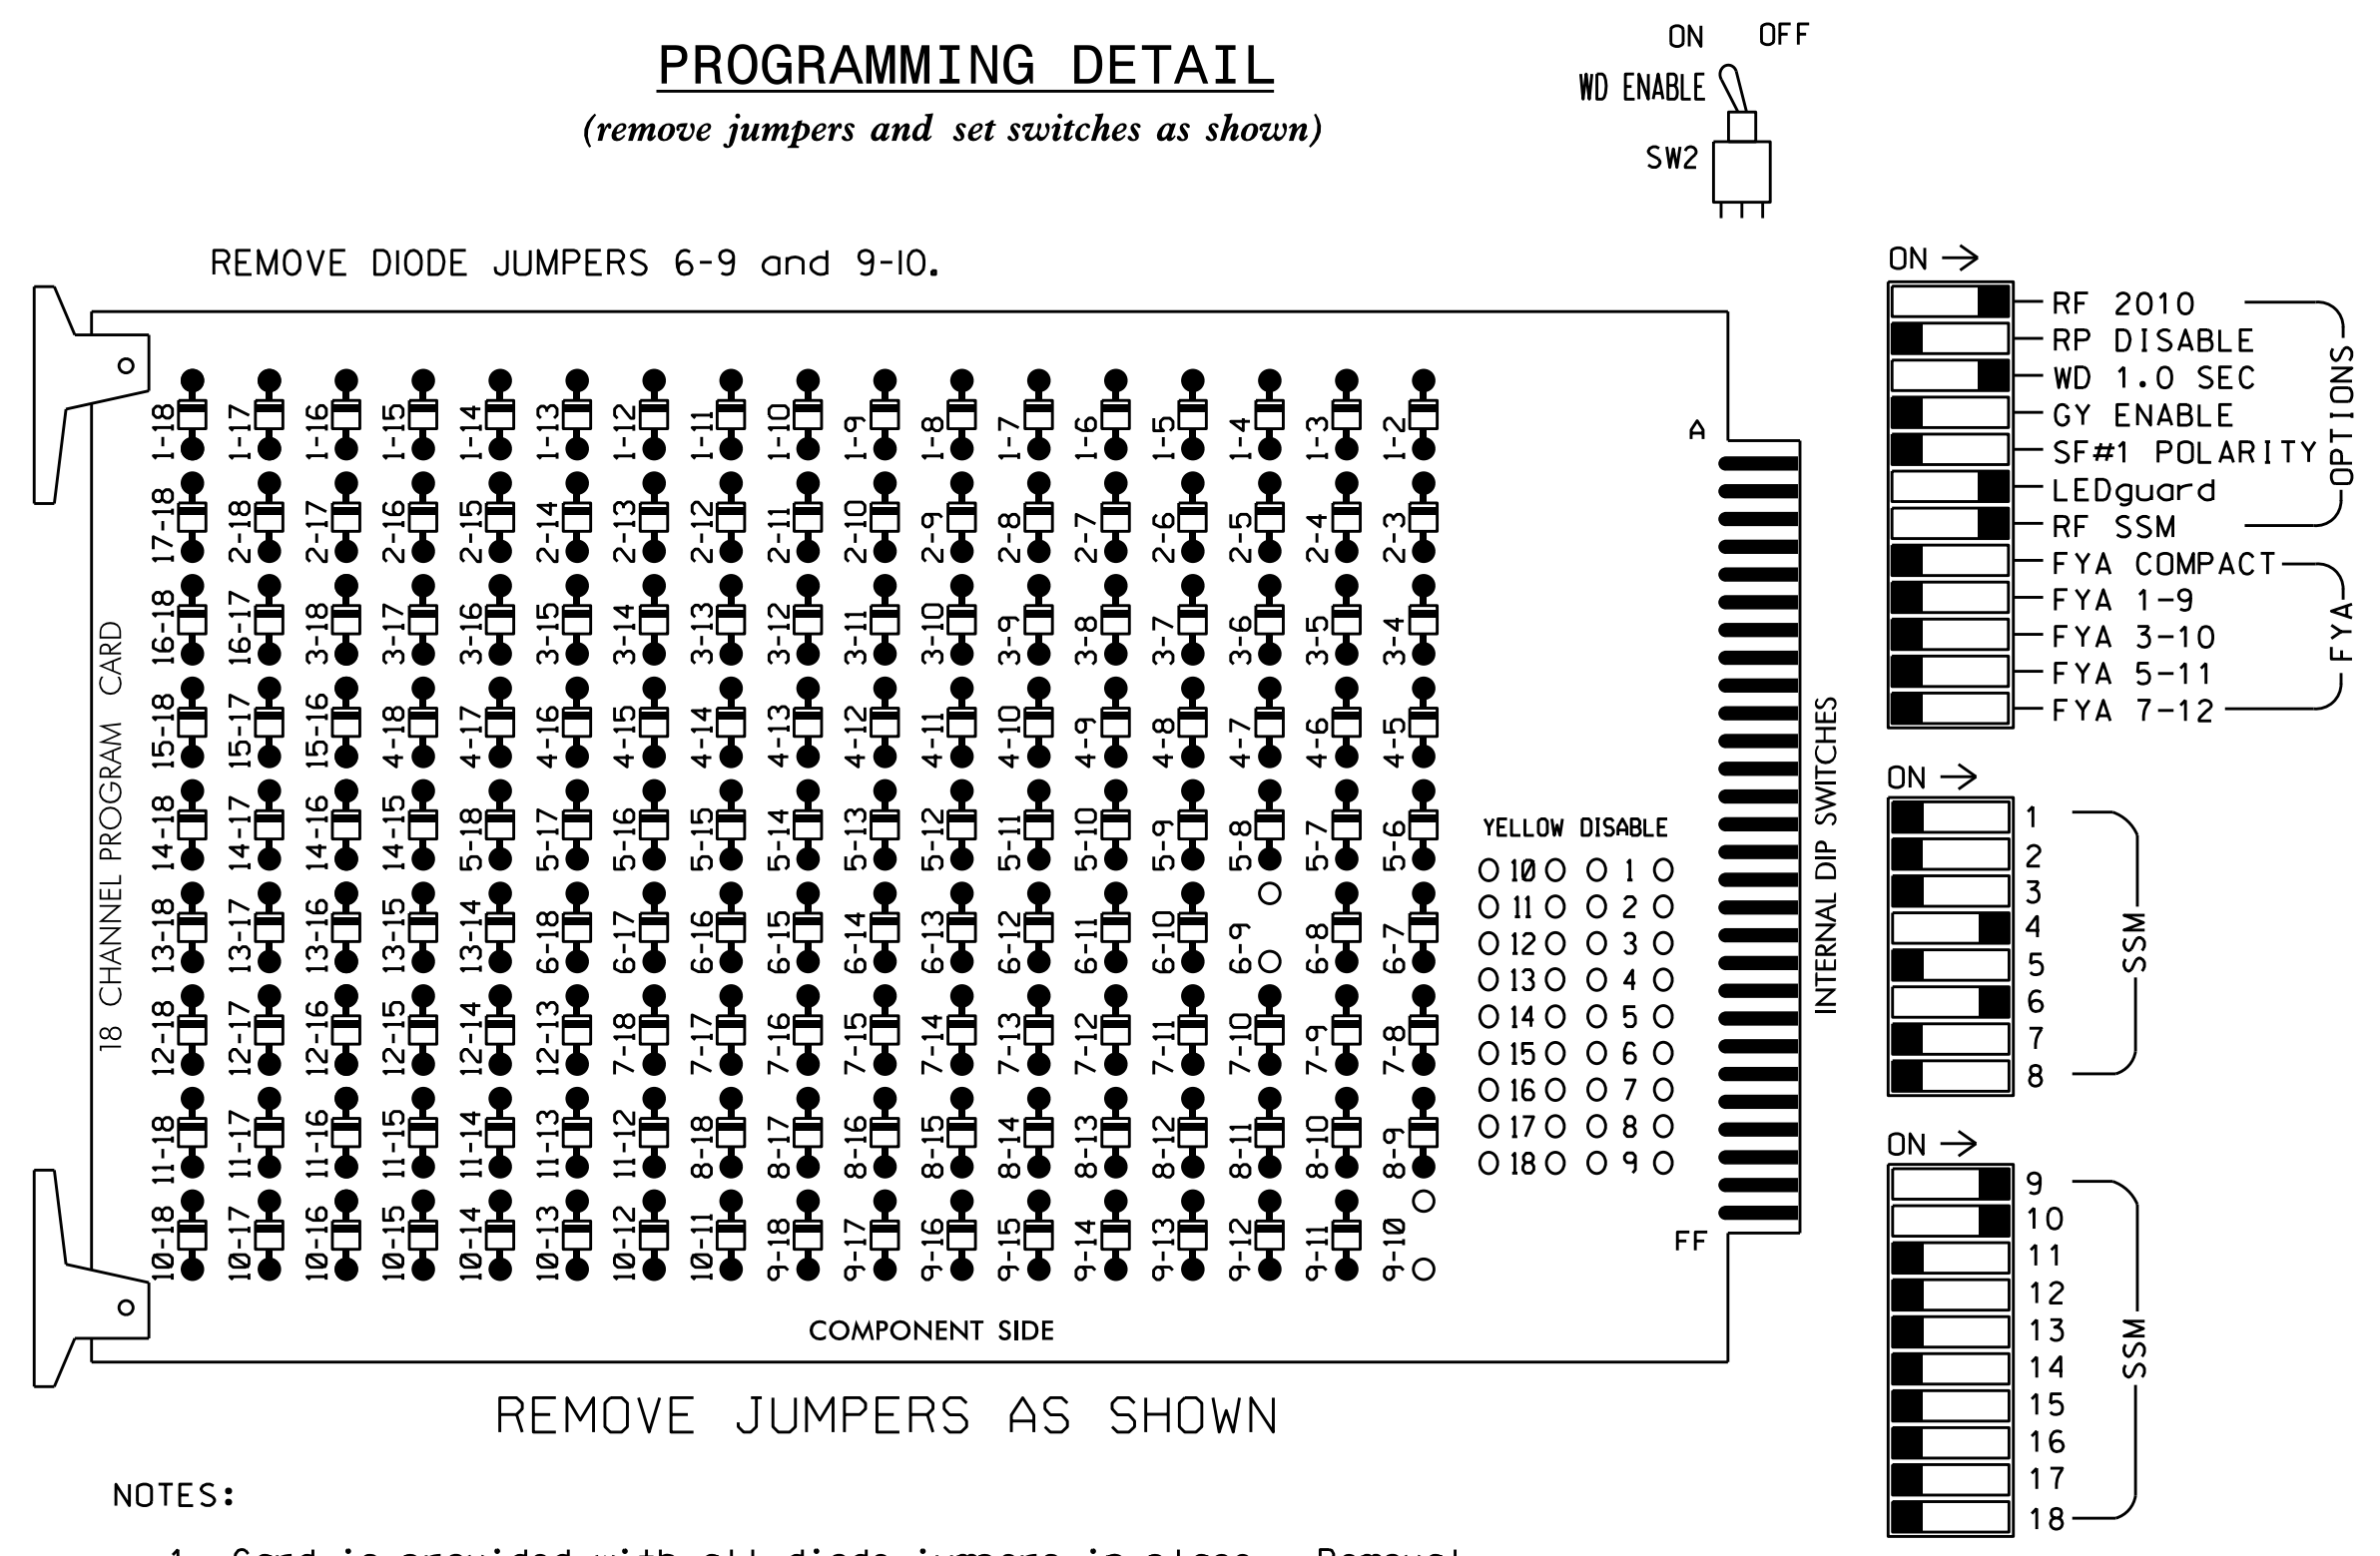 PROGRAMMING DETAIL
(remove jumpers and set switches as shown)
ON OFF
WD ENABLE
SW2
REMOVE DIODE JUMPERS 6-9 and 9-10.
18 CHANNEL PROGRAM CARD
1-18 1-17 1-16 1-15 1-14 1-13 1-12 1-11 1-10 1-9 1-8 1-7 1-6 1-5 1-4 1-3 1-2
17-18 2-18 2-17 2-16 2-15 2-14 2-13 2-12 2-11 2-10 2-9 2-8 2-7 2-6 2-5 2-4 2-3
16-18 16-17 3-18 3-17 3-16 3-15 3-14 3-13 3-12 3-11 3-10 3-9 3-8 3-7 3-6 3-5 3-4
15-18 15-17 15-16 4-18 4-17 4-16 4-15 4-14 4-13 4-12 4-11 4-10 4-9 4-8 4-7 4-6 4-5
14-18 14-17 14-16 14-15 5-18 5-17 5-16 5-15 5-14 5-13 5-12 5-11 5-10 5-9 5-8 5-7 5-6
13-18 13-17 13-16 13-15 13-14 6-18 6-17 6-16 6-15 6-14 6-13 6-12 6-11 6-10 6-9 6-8 6-7
12-18 12-17 12-16 12-15 12-14 12-13 7-18 7-17 7-16 7-15 7-14 7-13 7-12 7-11 7-10 7-9 7-8
11-18 11-17 11-16 11-15 11-14 11-13 11-12 8-18 8-17 8-16 8-15 8-14 8-13 8-12 8-11 8-10 8-9
10-18 10-17 10-16 10-15 10-14 10-13 10-12 10-11 9-18 9-17 9-16 9-15 9-14 9-13 9-12 9-11 9-10
YELLOW DISABLE
10 1
11 2
12 3
13 4
14 5
15 6
16 7
17 8
18 9
A
FF
COMPONENT SIDE
INTERNAL DIP SWITCHES
ON
RF 2010
RP DISABLE
WD 1.0 SEC
GY ENABLE
SF#1 POLARITY
LEDguard
RF SSM
OPTIONS
FYA COMPACT
FYA 1-9
FYA 3-10
FYA 5-11
FYA 7-12
FYA
ON
1
2
3
4
5
6
7
8
SSM
ON
9
10
11
12
13
14
15
16
17
18
SSM
REMOVE JUMPERS AS SHOWN
NOTES:
1. Card is provided with all diode jumpers in place. Removal